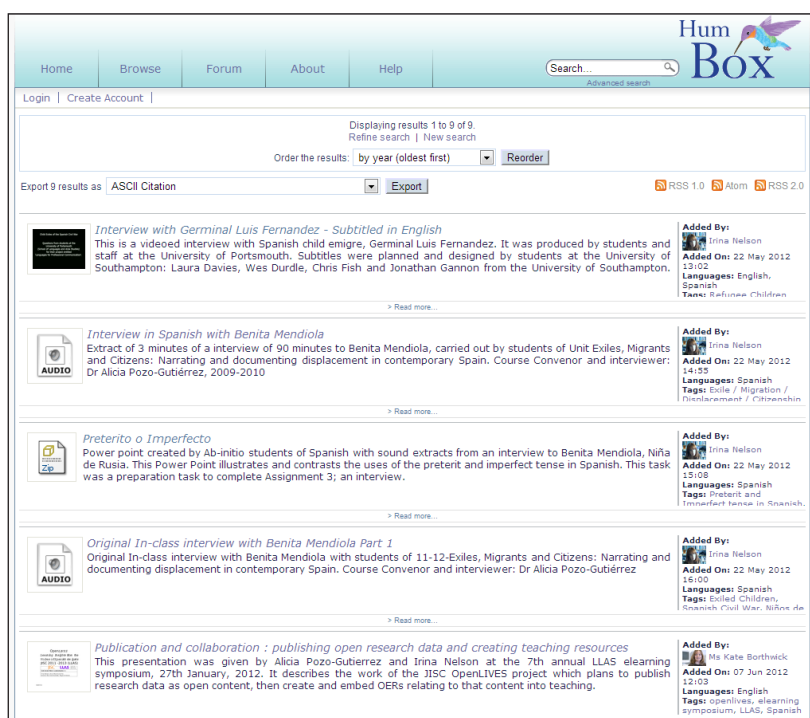 Hum
Box
Home Browse Forum About Help
Search...
Advanced search
Login | Create Account |
Displaying results 1 to 9 of 9.
Refine search | New search
Order the results: by year (oldest first) Reorder
Export 9 results as ASCII Citation Export
RSS 1.0 Atom RSS 2.0
Interview with Germinal Luis Fernandez - Subtitled in English
This is a videoed interview with Spanish child emigre, Germinal Luis Fernandez. It was produced by students and
staff at the University of Portsmouth. Subtitles were planned and designed by students at the University of
Southampton: Laura Davies, Wes Durdle, Chris Fish and Jonathan Gannon from the University of Southampton.
Added By:
Irina Nelson
Added On: 22 May 2012
13:02
Languages: English,
Spanish
Tags: Refugee Children
> Read more...
AUDIO
Interview in Spanish with Benita Mendiola
Extract of 3 minutes of a interview of 90 minutes to Benita Mendiola, carried out by students of Unit Exiles, Migrants
and Citizens: Narrating and documenting displacement in contemporary Spain. Course Convenor and interviewer:
Dr Alicia Pozo-Gutiérrez, 2009-2010
Added By:
Irina Nelson
Added On: 22 May 2012
14:55
Languages: Spanish
Tags: Exile / Migration /
Displacement / Citizenship
> Read more...
Zip
Preterito o Imperfecto
Power point created by Ab-initio students of Spanish with sound extracts from an interview to Benita Mendiola, Niña
de Rusia. This Power Point illustrates and contrasts the uses of the preterit and imperfect tense in Spanish. This task
was a preparation task to complete Assignment 3; an interview.
Added By:
Irina Nelson
Added On: 22 May 2012
15:08
Languages: Spanish
Tags: Preterit and
Imperfect tense in Spanish,
> Read more...
AUDIO
Original In-class interview with Benita Mendiola Part 1
Original In-class interview with Benita Mendiola with students of 11-12-Exiles, Migrants and Citizens: Narrating and
documenting displacement in contemporary Spain. Course Convenor and interviewer: Dr Alicia Pozo-Gutiérrez
Added By:
Irina Nelson
Added On: 22 May 2012
16:00
Languages: Spanish
Tags: Exiled Children,
Spanish Civil War, Niños de
> Read more...
Publication and collaboration : publishing open research data and creating teaching resources
This presentation was given by Alicia Pozo-Gutierrez and Irina Nelson at the 7th annual LLAS elearning
symposium, 27th January, 2012. It describes the work of the JISC OpenLIVES project which plans to publish
research data as open content, then create and embed OERs relating to that content into teaching.
Added By:
Ms Kate Borthwick
Added On: 07 Jun 2012
12:03
Languages: English
Tags: openlives, elearning
symposium, LLAS, Spanish